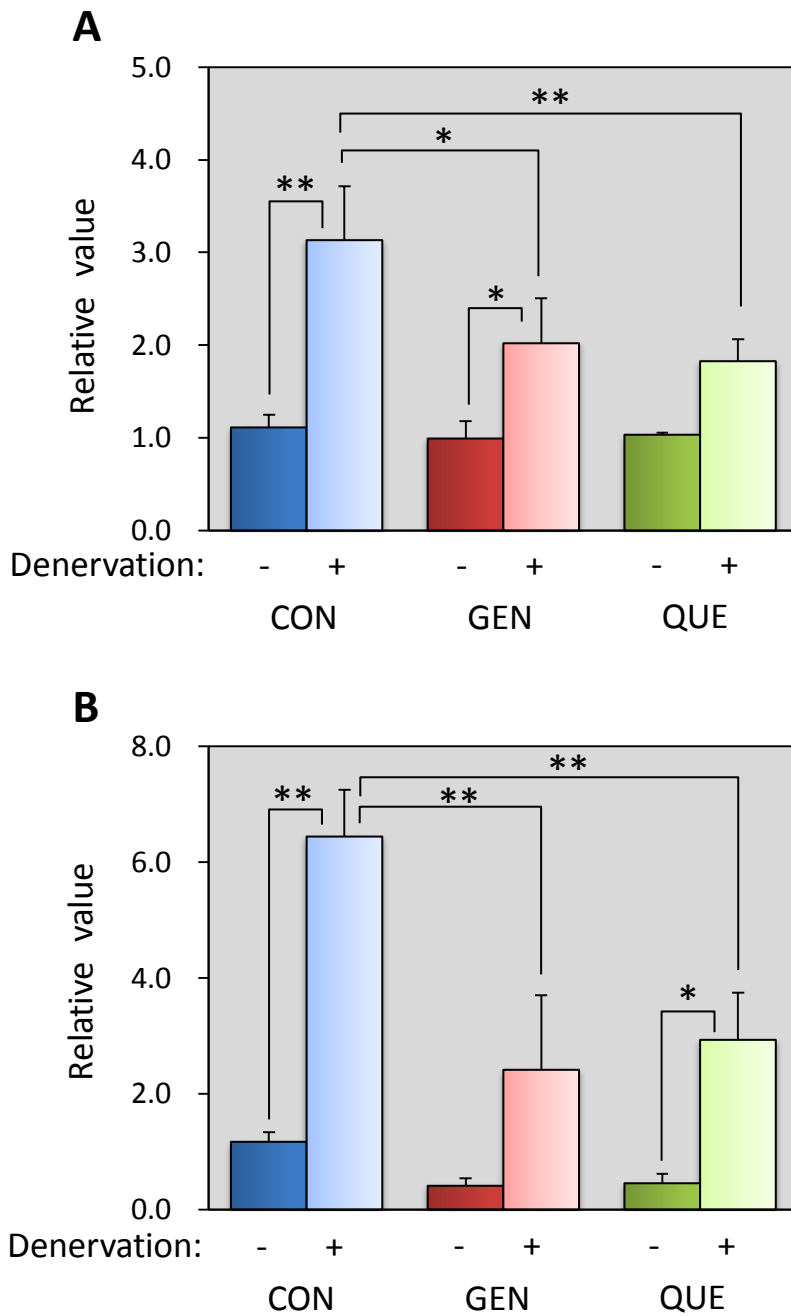 A
5.0
**
*
4.0
**
3.0
*
2.0
1.0
0.0
Relative value
Denervation: - + - + - +
CON GEN QUE
B
8.0
**
** **
6.0
4.0
*
2.0
0.0
Relative value
Denervation: - + - + - +
CON GEN QUE